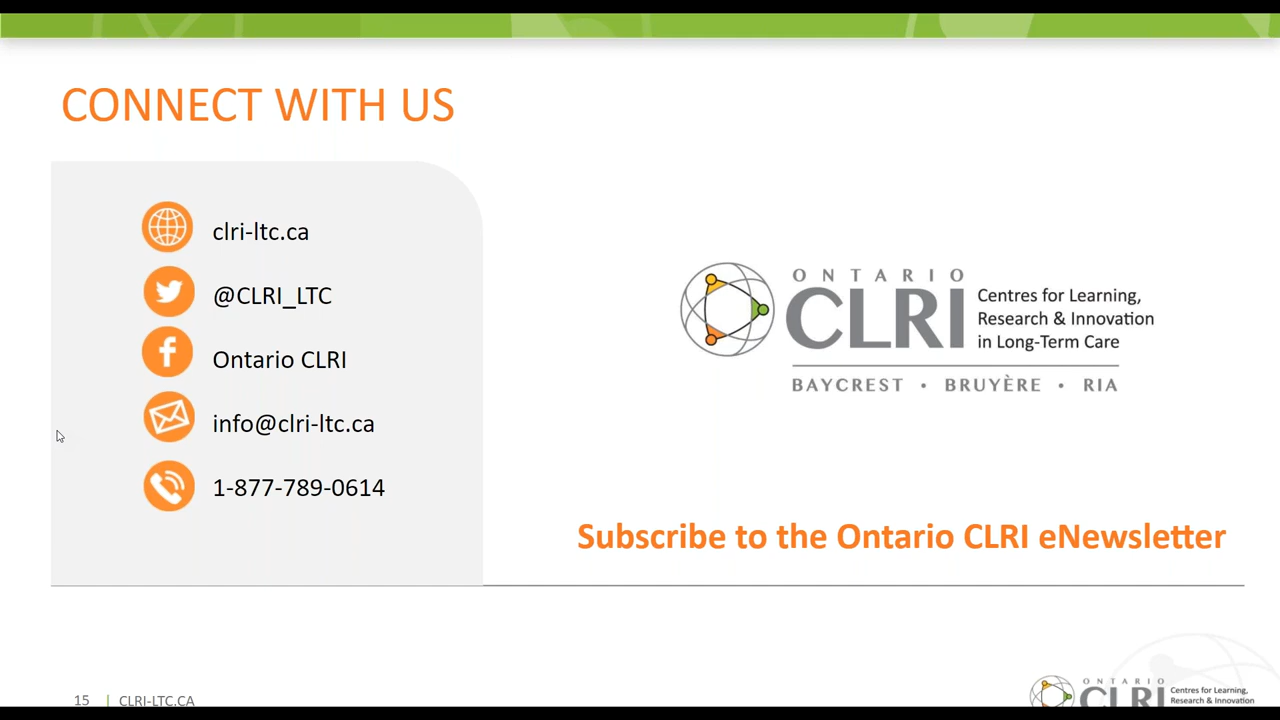 CONNECT WITH US
clri-ltc.ca
@CLRI_LTC
Ontario CLRI
info@clri-ltc.ca
1-877-789-0614
ONTARIO
CLRI
Centres for Learning,
Research & Innovation
in Long-Term Care
BAYCREST • BRUYÈRE • RIA
Subscribe to the Ontario CLRI eNewsletter
15 | CLRI-LTC.CA
ONTARIO
CLRI
Centres for Learning,
Research & Innovation